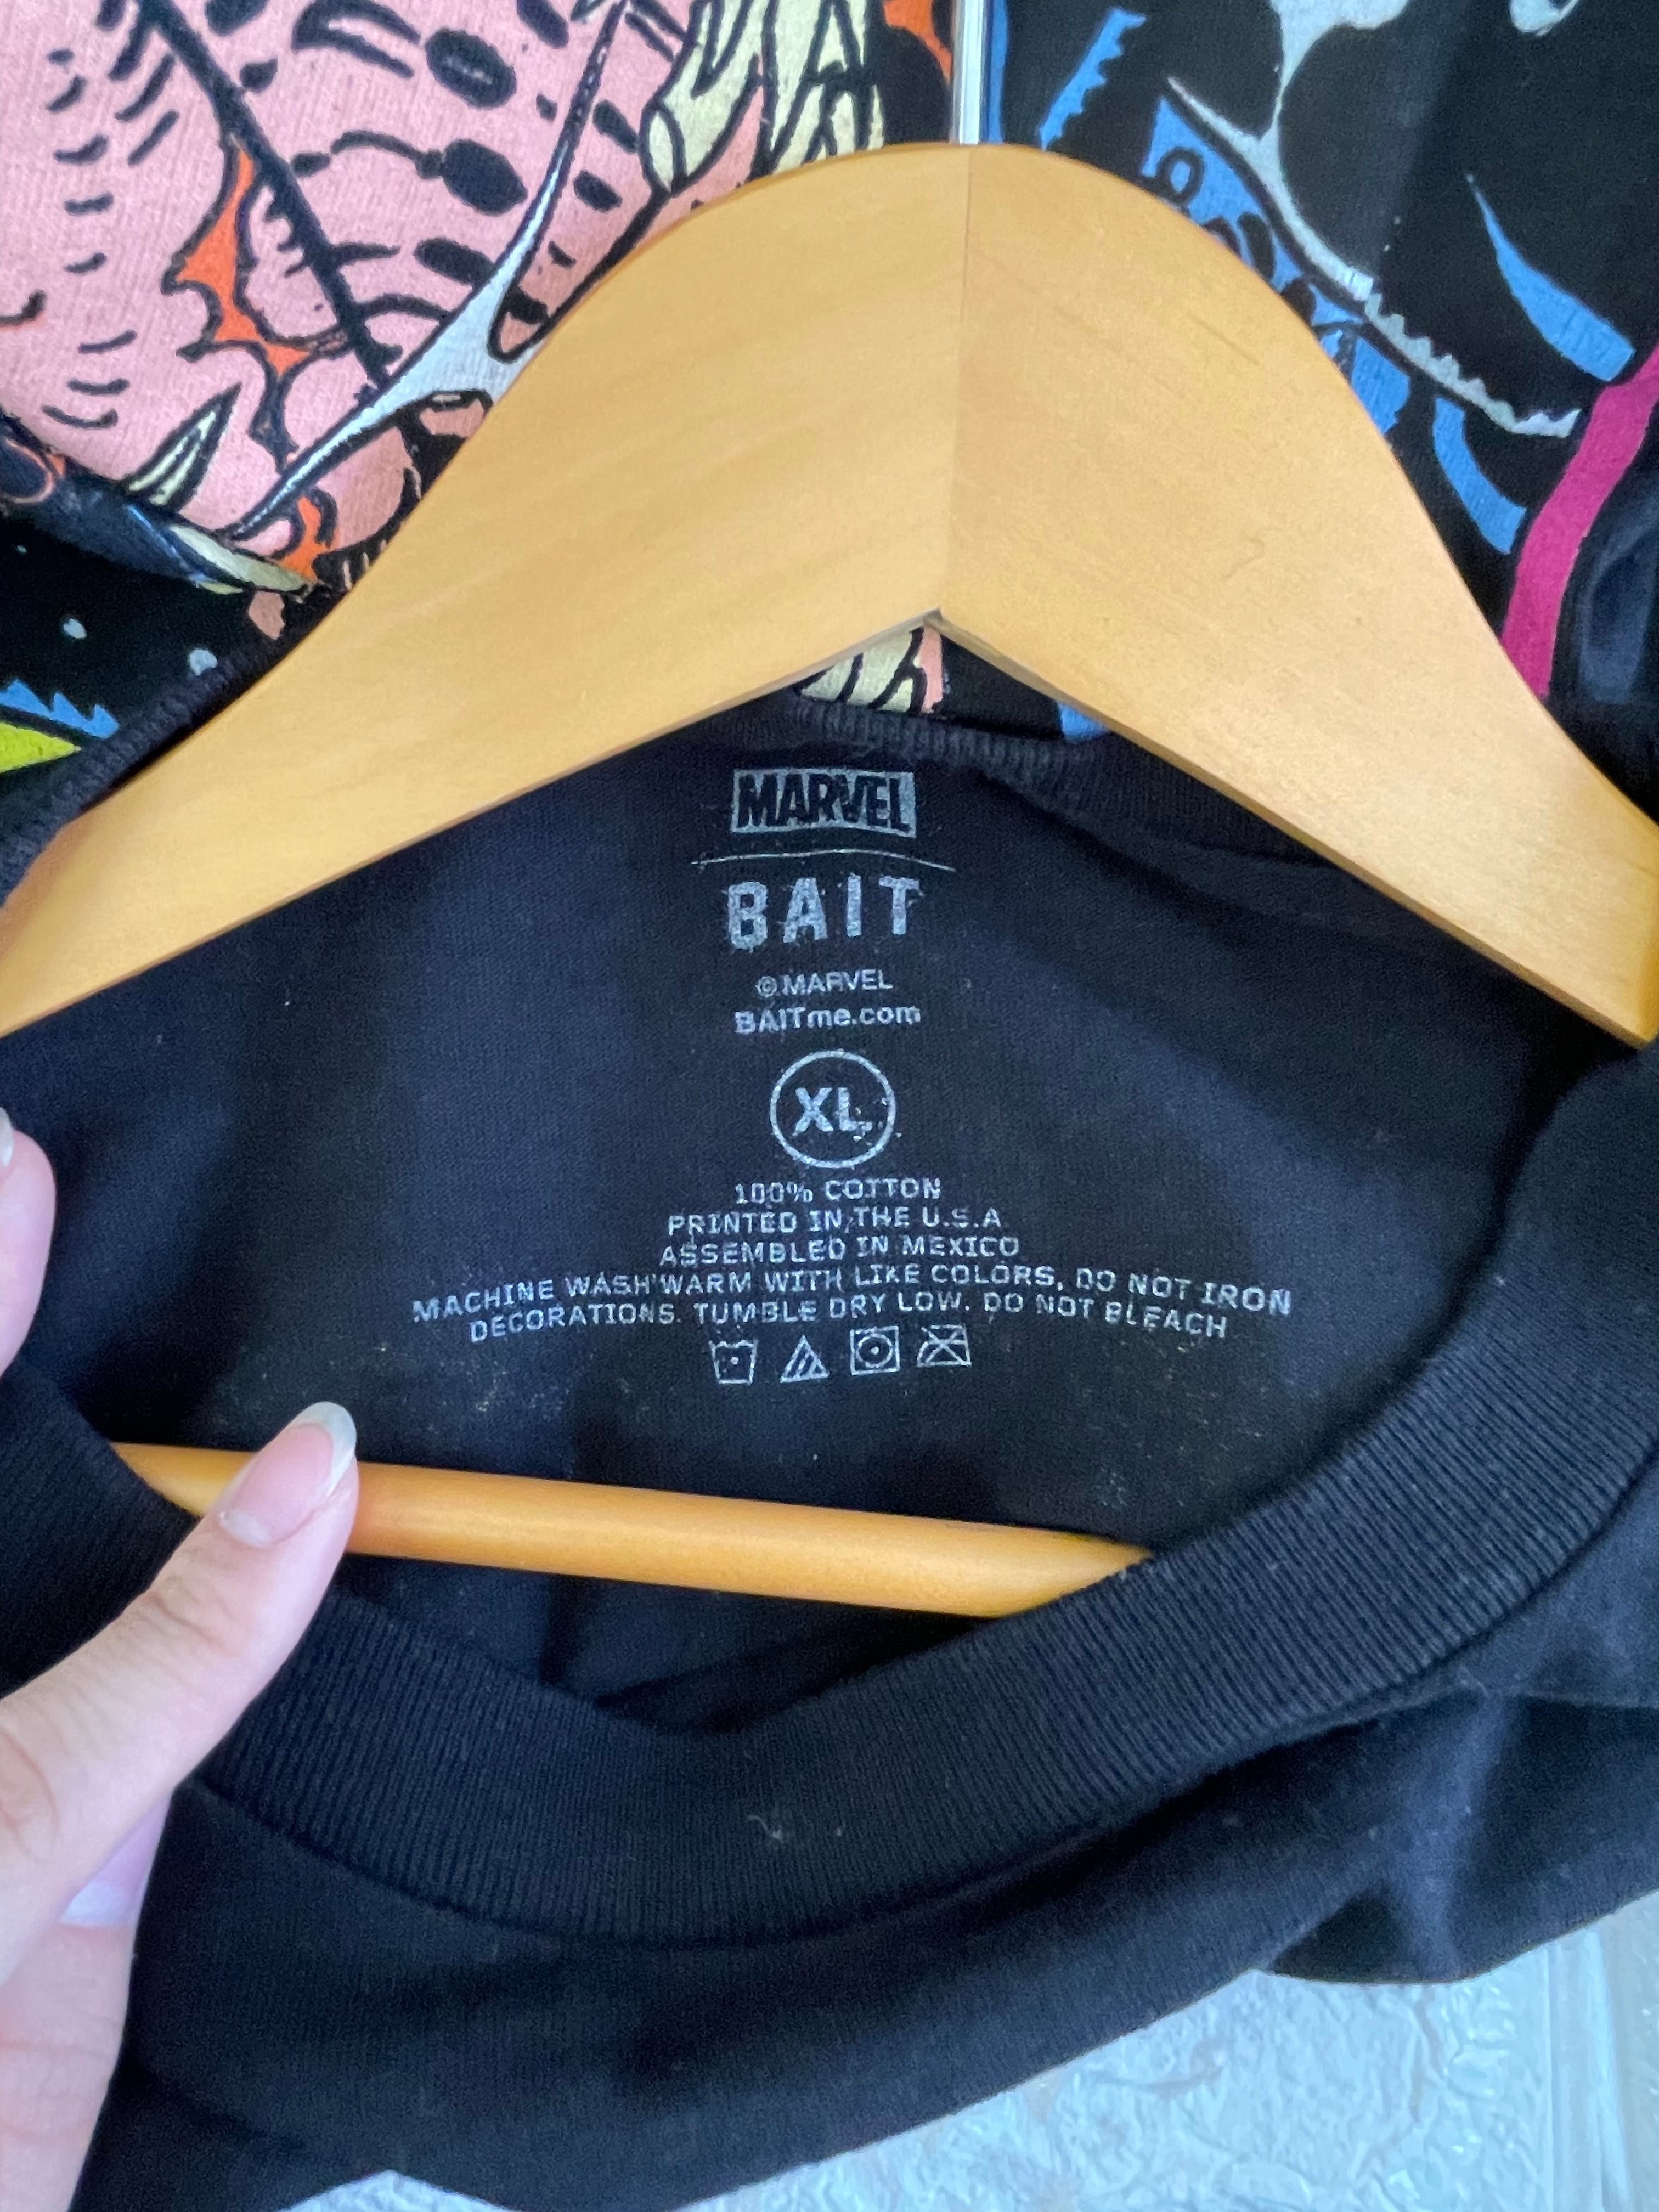 MARVEL
BAIT
©MARVEL
BAITme.com
XL
100% COTTON
PRINTED IN THE U.S.A
ASSEMBLED IN MEXICO
MACHINE WASH WARM WITH LIKE COLORS, DO NOT IRON
DECORATIONS. TUMBLE DRY LOW. DO NOT BLEACH